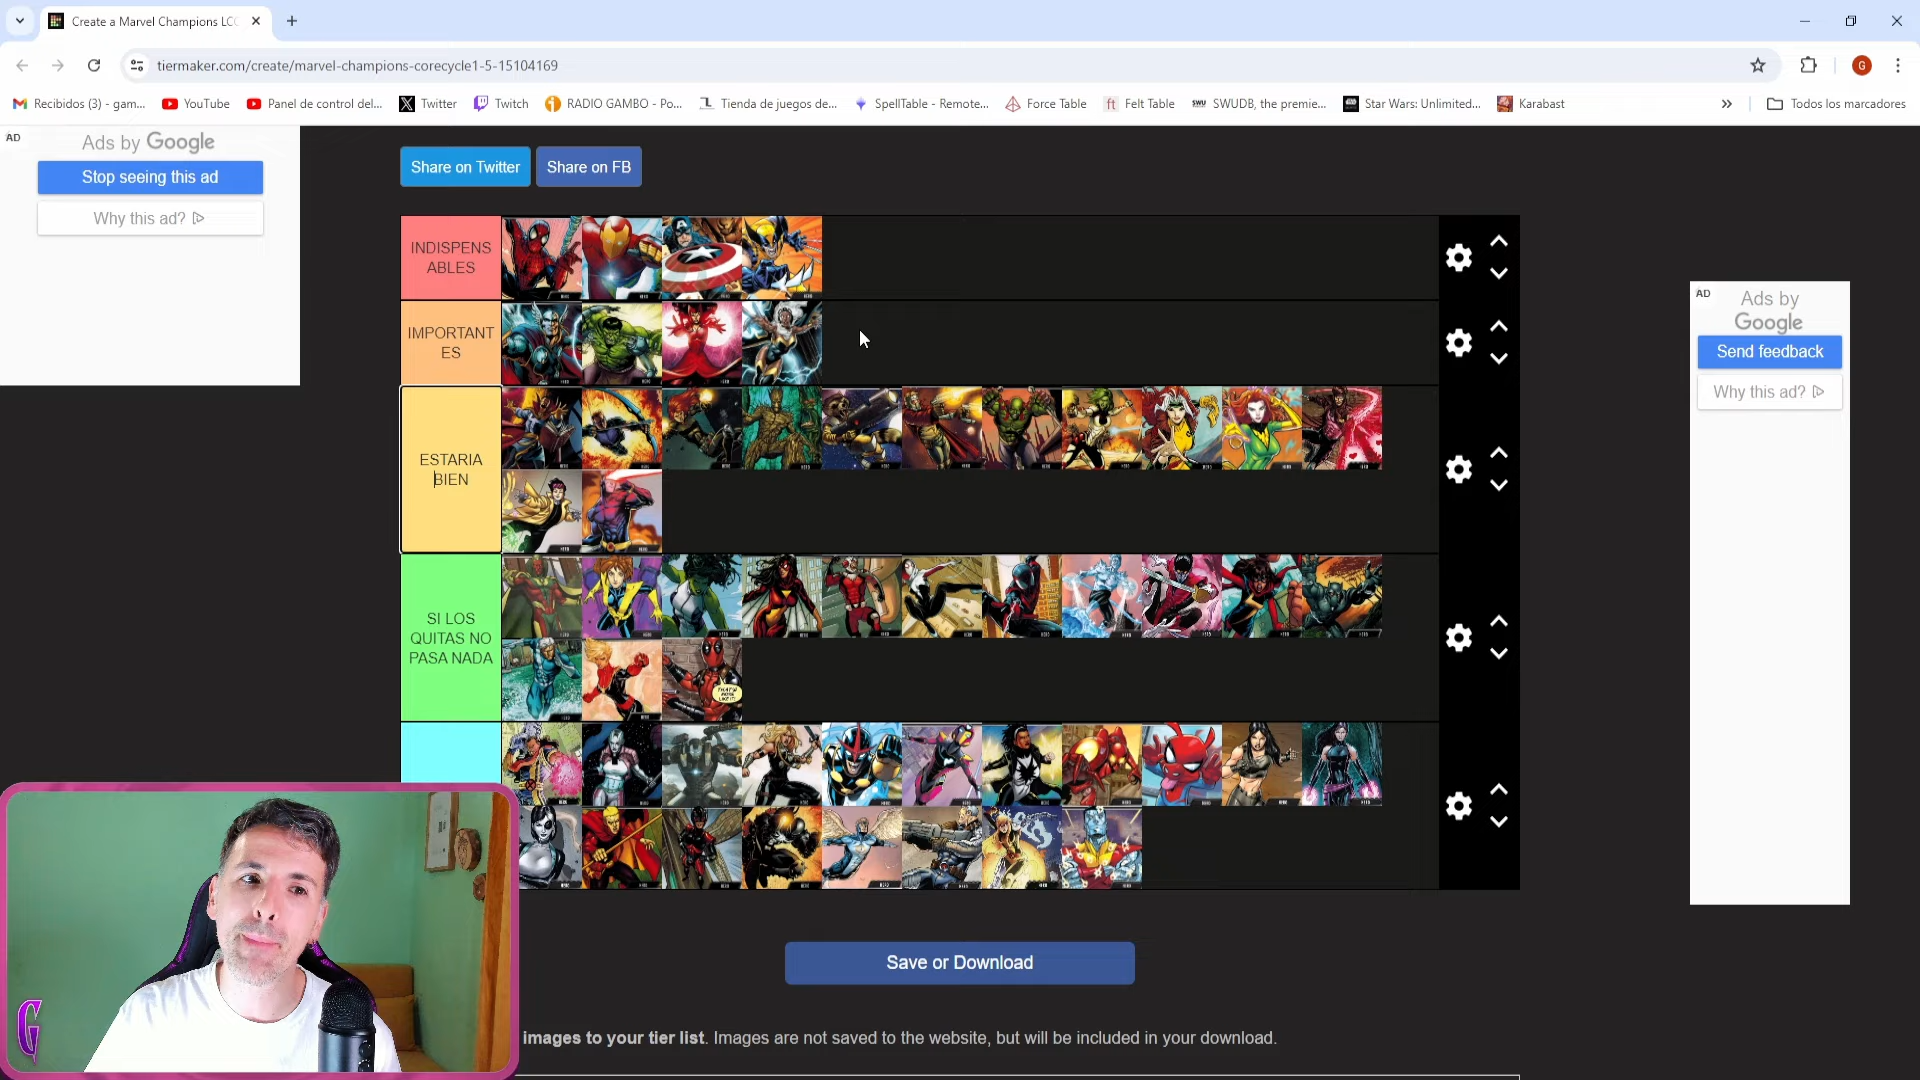 Create a Marvel Champions LCC
tiermaker.com/create/marvel-champions-corecycle1-5-15104169
G
Recibidos (3) - gam...
YouTube
Panel de control del...
Twitter
Twitch
RADIO GAMBO - Po...
Tienda de juegos de...
SpellTable - Remote...
Force Table
ft
Felt Table
SWU
SWUDB, the premie...
Star Wars: Unlimited...
Karabast
»
Todos los marcadores
AD
Ads by Google
Stop seeing this ad
Why this ad?
Share on Twitter
Share on FB
INDISPENS
ABLES
IMPORTANT
ES
ESTARIA
BIEN
SI LOS
QUITAS NO
PASA NADA
AD
Ads by
Google
Send feedback
Why this ad?
Save or Download
images to your tier list. Images are not saved to the website, but will be included in your download.
G